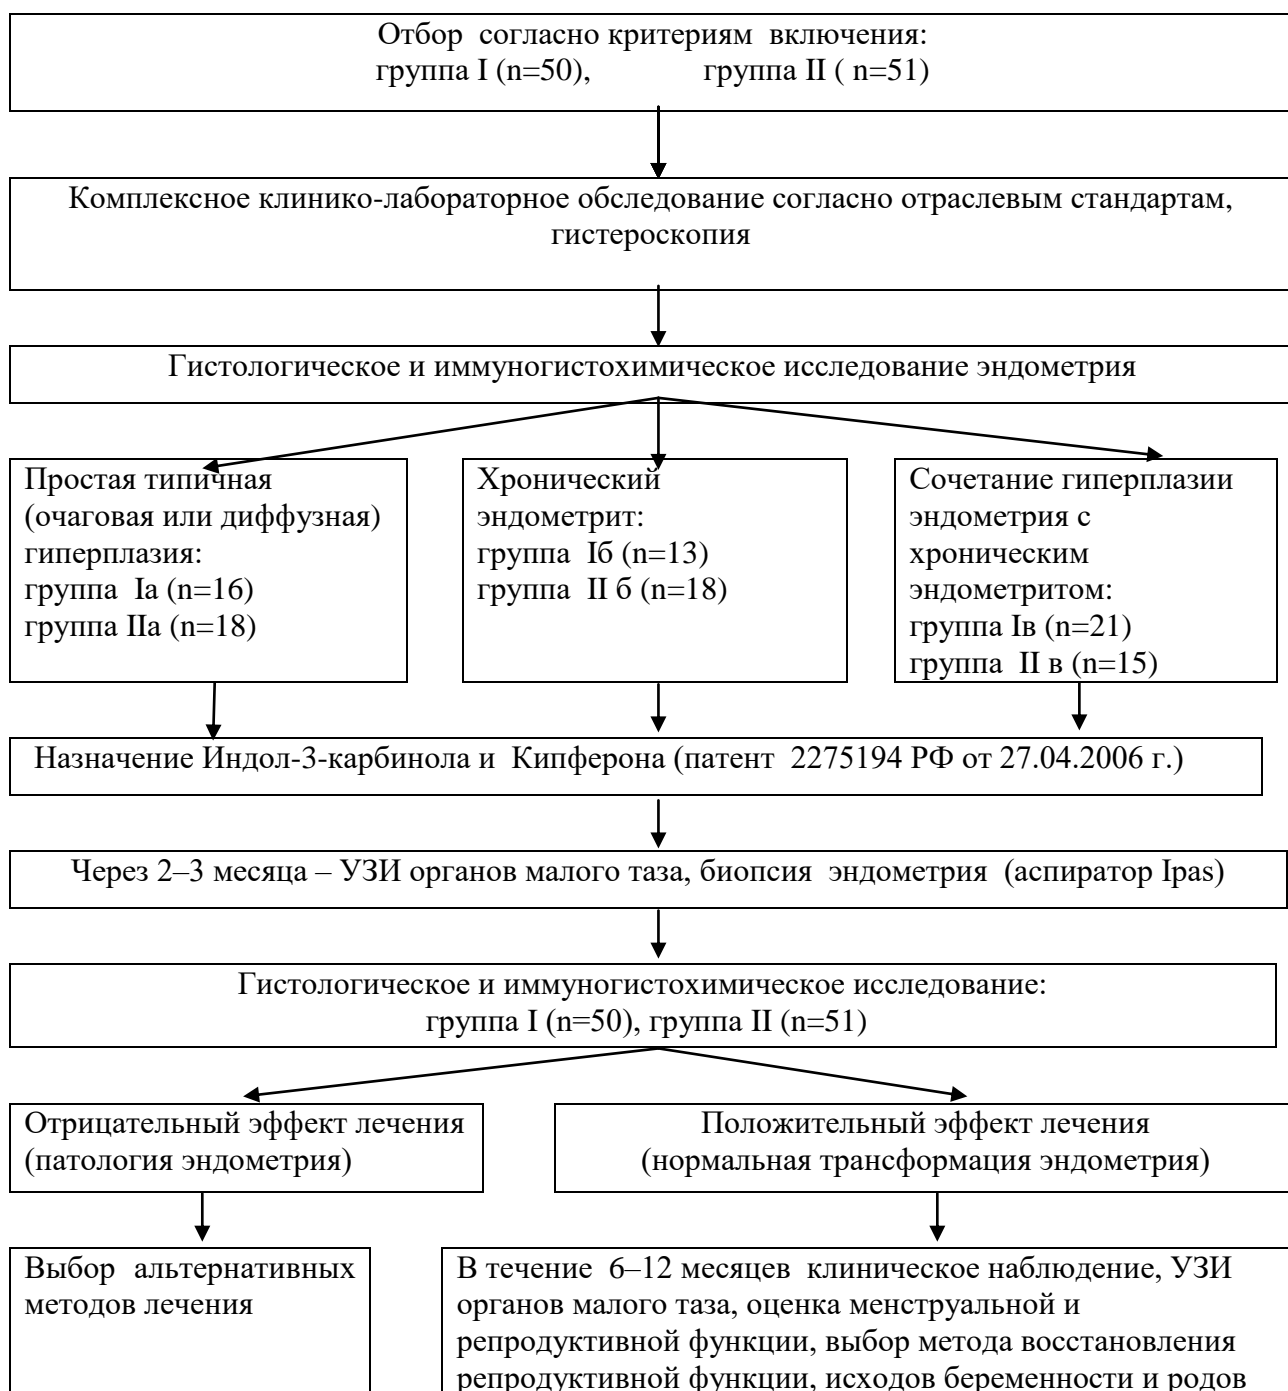 Отбор согласно критериям включения:
группа I (n=50), группа II ( n=51)
Комплексное клинико-лабораторное обследование согласно отраслевым стандартам,
гистероскопия
Гистологическое и иммуногистохимическое исследование эндометрия
Простая типичная
(очаговая или диффузная)
гиперплазия:
группа Iа (n=16)
группа IIа (n=18)
Хронический
эндометрит:
группа Iб (n=13)
группа II б (n=18)
Сочетание гиперплазии
эндометрия с
хроническим
эндометритом:
группа Iв (n=21)
группа II в (n=15)
Назначение Индол-3-карбинола и Кипферона (патент 2275194 РФ от 27.04.2006 г.)
Через 2–3 месяца – УЗИ органов малого таза, биопсия эндометрия (аспиратор Ipas)
Гистологическое и иммуногистохимическое исследование:
группа I (n=50), группа II (n=51)
Отрицательный эффект лечения
(патология эндометрия)
Положительный эффект лечения
(нормальная трансформация эндометрия)
Выбор альтернативных
методов лечения
В течение 6–12 месяцев клиническое наблюдение, УЗИ
органов малого таза, оценка менструальной и
репродуктивной функции, выбор метода восстановления
репродуктивной функции, исходов беременности и родов